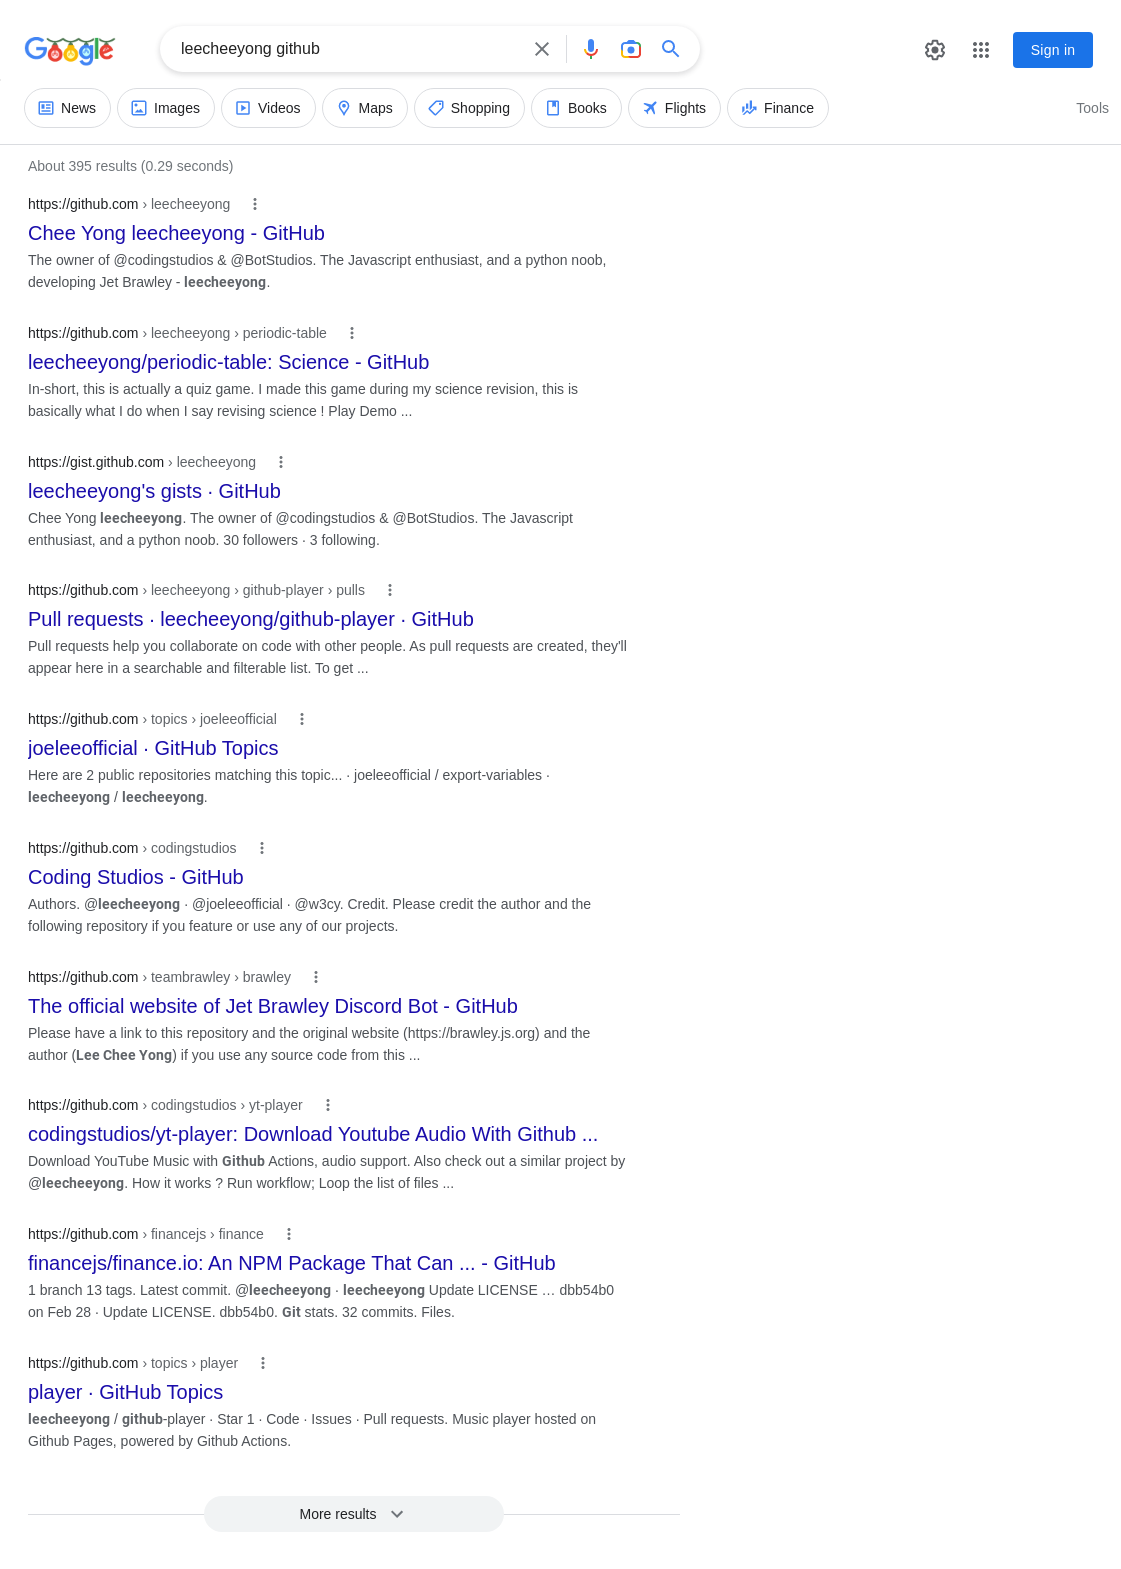 Google
leecheeyong github
Sign in
News Images Videos Maps Shopping Books Flights Finance Tools
About 395 results (0.29 seconds)
https://github.com › leecheeyong
Chee Yong leecheeyong - GitHub
The owner of @codingstudios & @BotStudios. The Javascript enthusiast, and a python noob,
developing Jet Brawley - leecheeyong.
https://github.com › leecheeyong › periodic-table
leecheeyong/periodic-table: Science - GitHub
In-short, this is actually a quiz game. I made this game during my science revision, this is
basically what I do when I say revising science ! Play Demo ...
https://gist.github.com › leecheeyong
leecheeyong's gists · GitHub
Chee Yong leecheeyong. The owner of @codingstudios & @BotStudios. The Javascript
enthusiast, and a python noob. 30 followers · 3 following.
https://github.com › leecheeyong › github-player › pulls
Pull requests · leecheeyong/github-player · GitHub
Pull requests help you collaborate on code with other people. As pull requests are created, they'll
appear here in a searchable and filterable list. To get ...
https://github.com › topics › joeleeofficial
joeleeofficial · GitHub Topics
Here are 2 public repositories matching this topic... · joeleeofficial / export-variables ·
leecheeyong / leecheeyong.
https://github.com › codingstudios
Coding Studios - GitHub
Authors. @leecheeyong · @joeleeofficial · @w3cy. Credit. Please credit the author and the
following repository if you feature or use any of our projects.
https://github.com › teambrawley › brawley
The official website of Jet Brawley Discord Bot - GitHub
Please have a link to this repository and the original website (https://brawley.js.org) and the
author (Lee Chee Yong) if you use any source code from this ...
https://github.com › codingstudios › yt-player
codingstudios/yt-player: Download Youtube Audio With Github ...
Download YouTube Music with Github Actions, audio support. Also check out a similar project by
@leecheeyong. How it works ? Run workflow; Loop the list of files ...
https://github.com › financejs › finance
financejs/finance.io: An NPM Package That Can ... - GitHub
1 branch 13 tags. Latest commit. @leecheeyong · leecheeyong Update LICENSE … dbb54b0
on Feb 28 · Update LICENSE. dbb54b0. Git stats. 32 commits. Files.
https://github.com › topics › player
player · GitHub Topics
leecheeyong / github-player · Star 1 · Code · Issues · Pull requests. Music player hosted on
Github Pages, powered by Github Actions.
More results